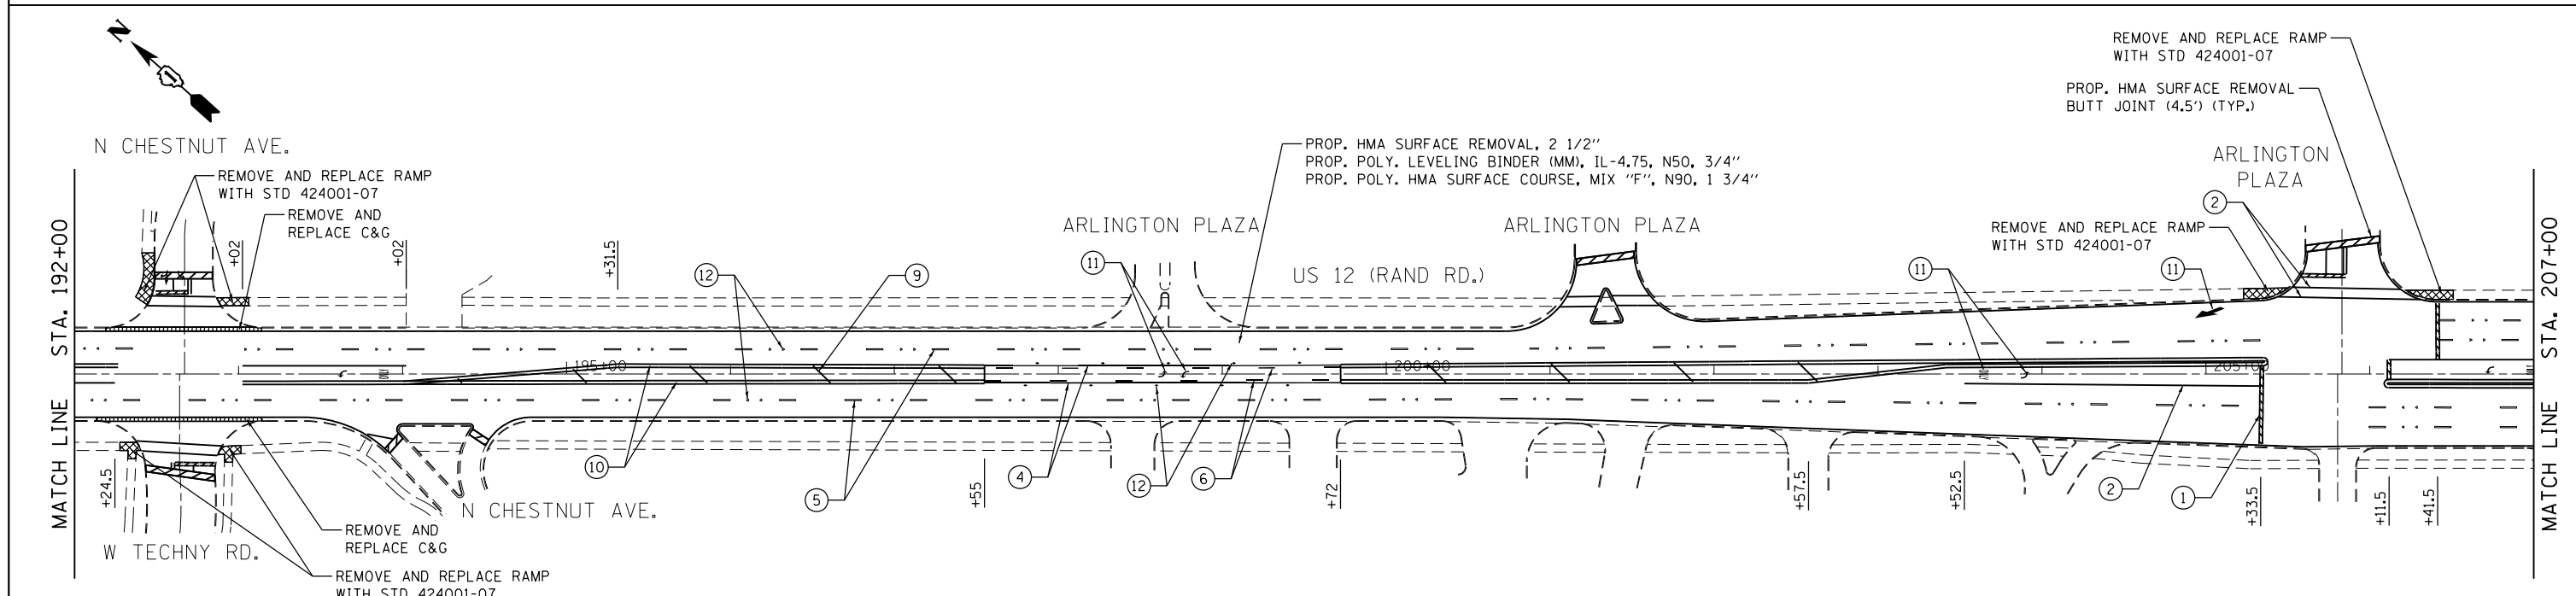 N
N CHESTNUT AVE.
REMOVE AND REPLACE RAMP
WITH STD 424001-07
REMOVE AND
REPLACE C&G
MATCH LINE STA. 192+00
+02
+02
+31.5
12
9
11
ARLINGTON PLAZA
PROP. HMA SURFACE REMOVAL, 2 1/2"
PROP. POLY. LEVELING BINDER (MM), IL-4.75, N50, 3/4"
PROP. POLY. HMA SURFACE COURSE, MIX "F", N90, 1 3/4"
US 12 (RAND RD.)
ARLINGTON PLAZA
REMOVE AND REPLACE RAMP
WITH STD 424001-07
PROP. HMA SURFACE REMOVAL
BUTT JOINT (4.5') (TYP.)
ARLINGTON
PLAZA
2
REMOVE AND REPLACE RAMP
WITH STD 424001-07
11
11
195+00
200+00
205+00
MATCH LINE STA. 207+00
+24.5
10
5
+55
4
12
6
+72
+57.5
+52.5
2
1
+33.5
+11.5
+41.5
N CHESTNUT AVE.
W TECHNY RD.
REMOVE AND
REPLACE C&G
REMOVE AND REPLACE RAMP
WITH STD 424001-07